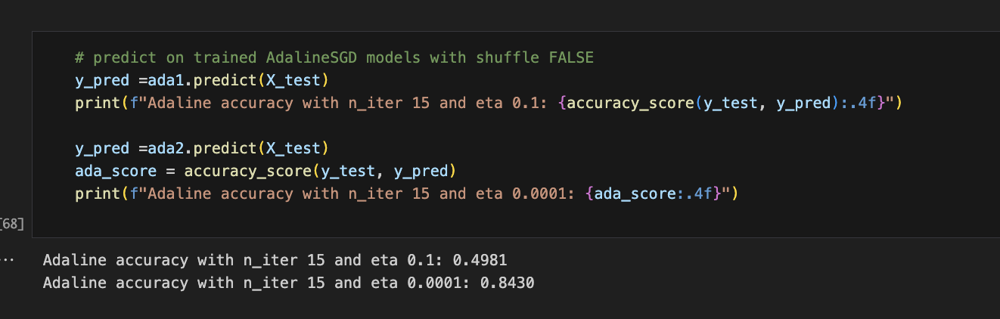 # predict on trained AdalineSGD models with shuffle FALSE
y_pred =ada1.predict(X_test)
print(f"Adaline accuracy with n_iter 15 and eta 0.1: {accuracy_score(y_test, y_pred):.4f}")
y_pred =ada2.predict(X_test)
ada_score = accuracy_score(y_test, y_pred)
print(f"Adaline accuracy with n_iter 15 and eta 0.0001: {ada_score:.4f}")
[68]
... Adaline accuracy with n_iter 15 and eta 0.1: 0.4981
Adaline accuracy with n_iter 15 and eta 0.0001: 0.8430